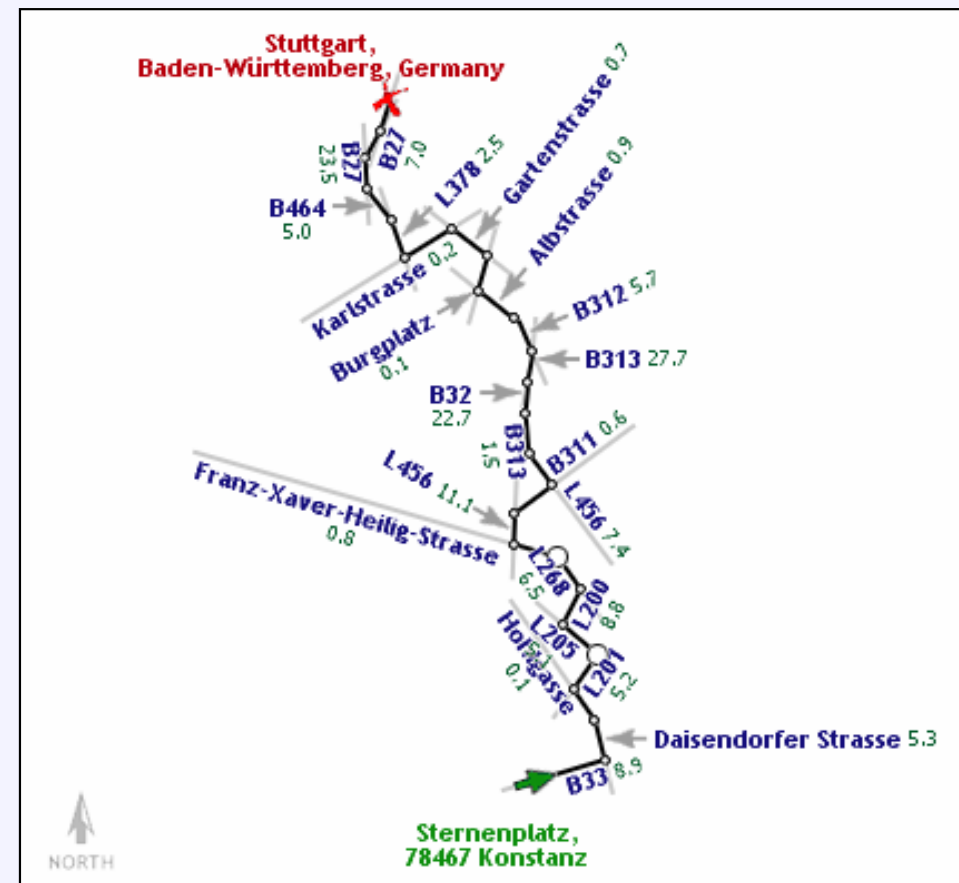 Stuttgart,
Baden-Württemberg, Germany
B27
7.0
B27
23.5
B464
5.0
L378 2.5
Karlstrasse 0.2
Gartenstrasse 0.7
Burgplatz
0.1
Albstrasse 0.9
B312 5.7
B313 27.7
B32
22.7
B313
1.5
B311 0.6
L456 7.4
L456 11.1
Franz-Xaver-Heilig-Strasse
0.8
L268
6.5
L200
8.8
L205
5.1
L201
5.2
0.1
Daisendorfer Strasse 5.3
B33 8.9
Sternenplatz,
78467 Konstanz
NORTH